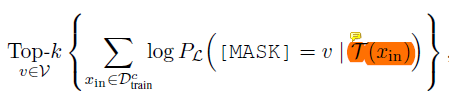 Top-k v∈𝒱 { ∑ x_in∈𝒟^c_train log P_ℒ( [MASK] = v | 𝒯(x_in) ) } ,